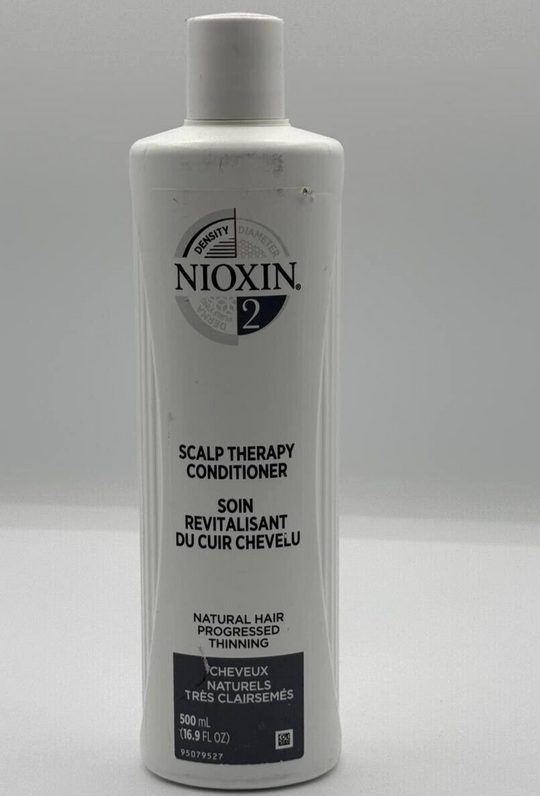 DENSITY
DIAMETER
NIOXIN®
DERMA
2
SCALP THERAPY
CONDITIONER
SOIN
REVITALISANT
DU CUIR CHEVELU
NATURAL HAIR
PROGRESSED
THINNING
CHEVEUX
NATURELS
TRÈS CLAIRSEMÉS
500 mL
(16.9 FL OZ)
95079527